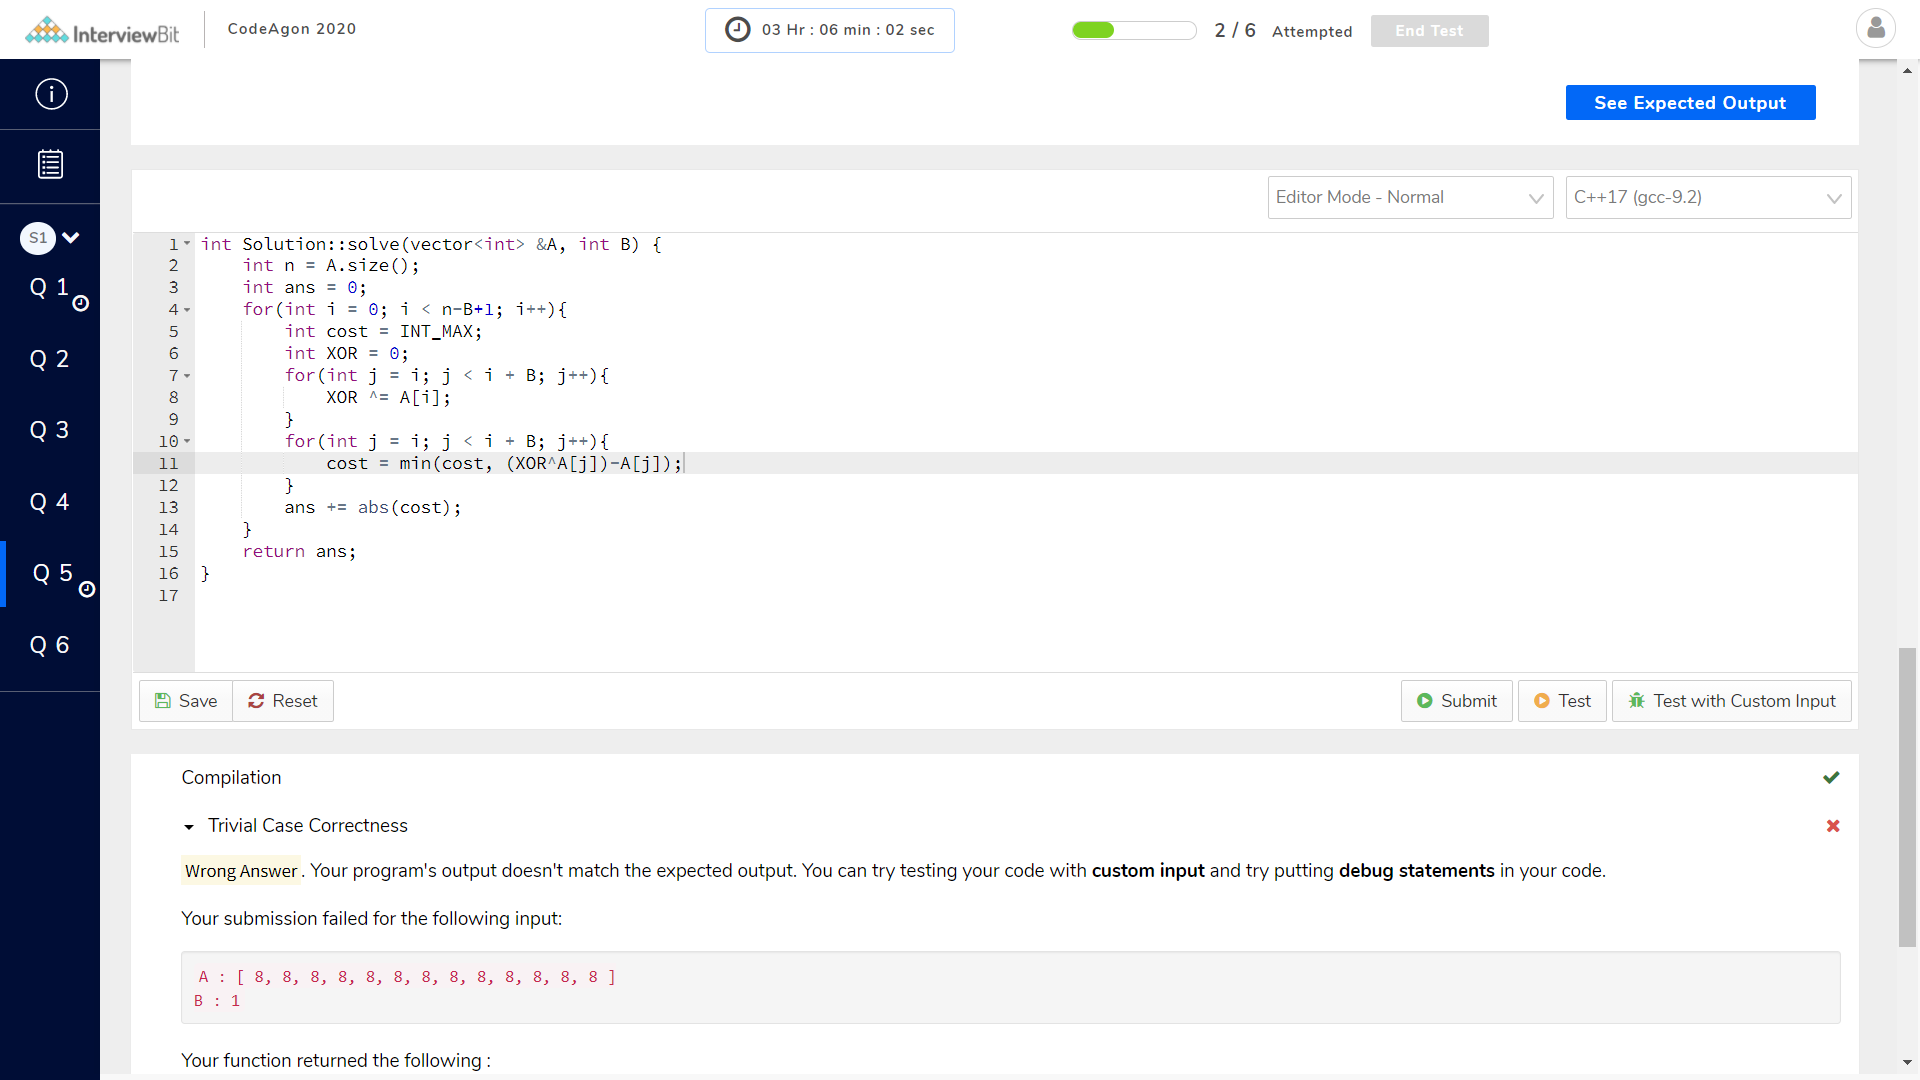 InterviewBit
CodeAgon 2020
03 Hr : 06 min : 02 sec
2 / 6 Attempted
End Test
See Expected Output
S1
Q 1
Q 2
Q 3
Q 4
Q 5
Q 6
Editor Mode - Normal
C++17 (gcc-9.2)
1 int Solution::solve(vector<int> &A, int B) {
2 int n = A.size();
3 int ans = 0;
4 for(int i = 0; i < n-B+1; i++){
5 int cost = INT_MAX;
6 int XOR = 0;
7 for(int j = i; j < i + B; j++){
8 XOR ^= A[i];
9 }
10 for(int j = i; j < i + B; j++){
11 cost = min(cost, (XOR^A[j])-A[j]);
12 }
13 ans += abs(cost);
14 }
15 return ans;
16 }
17
Save
Reset
Submit
Test
Test with Custom Input
Compilation
Trivial Case Correctness
Wrong Answer. Your program's output doesn't match the expected output. You can try testing your code with custom input and try putting debug statements in your code.
Your submission failed for the following input:
A : [ 8, 8, 8, 8, 8, 8, 8, 8, 8, 8, 8, 8, 8 ]
B : 1
Your function returned the following :